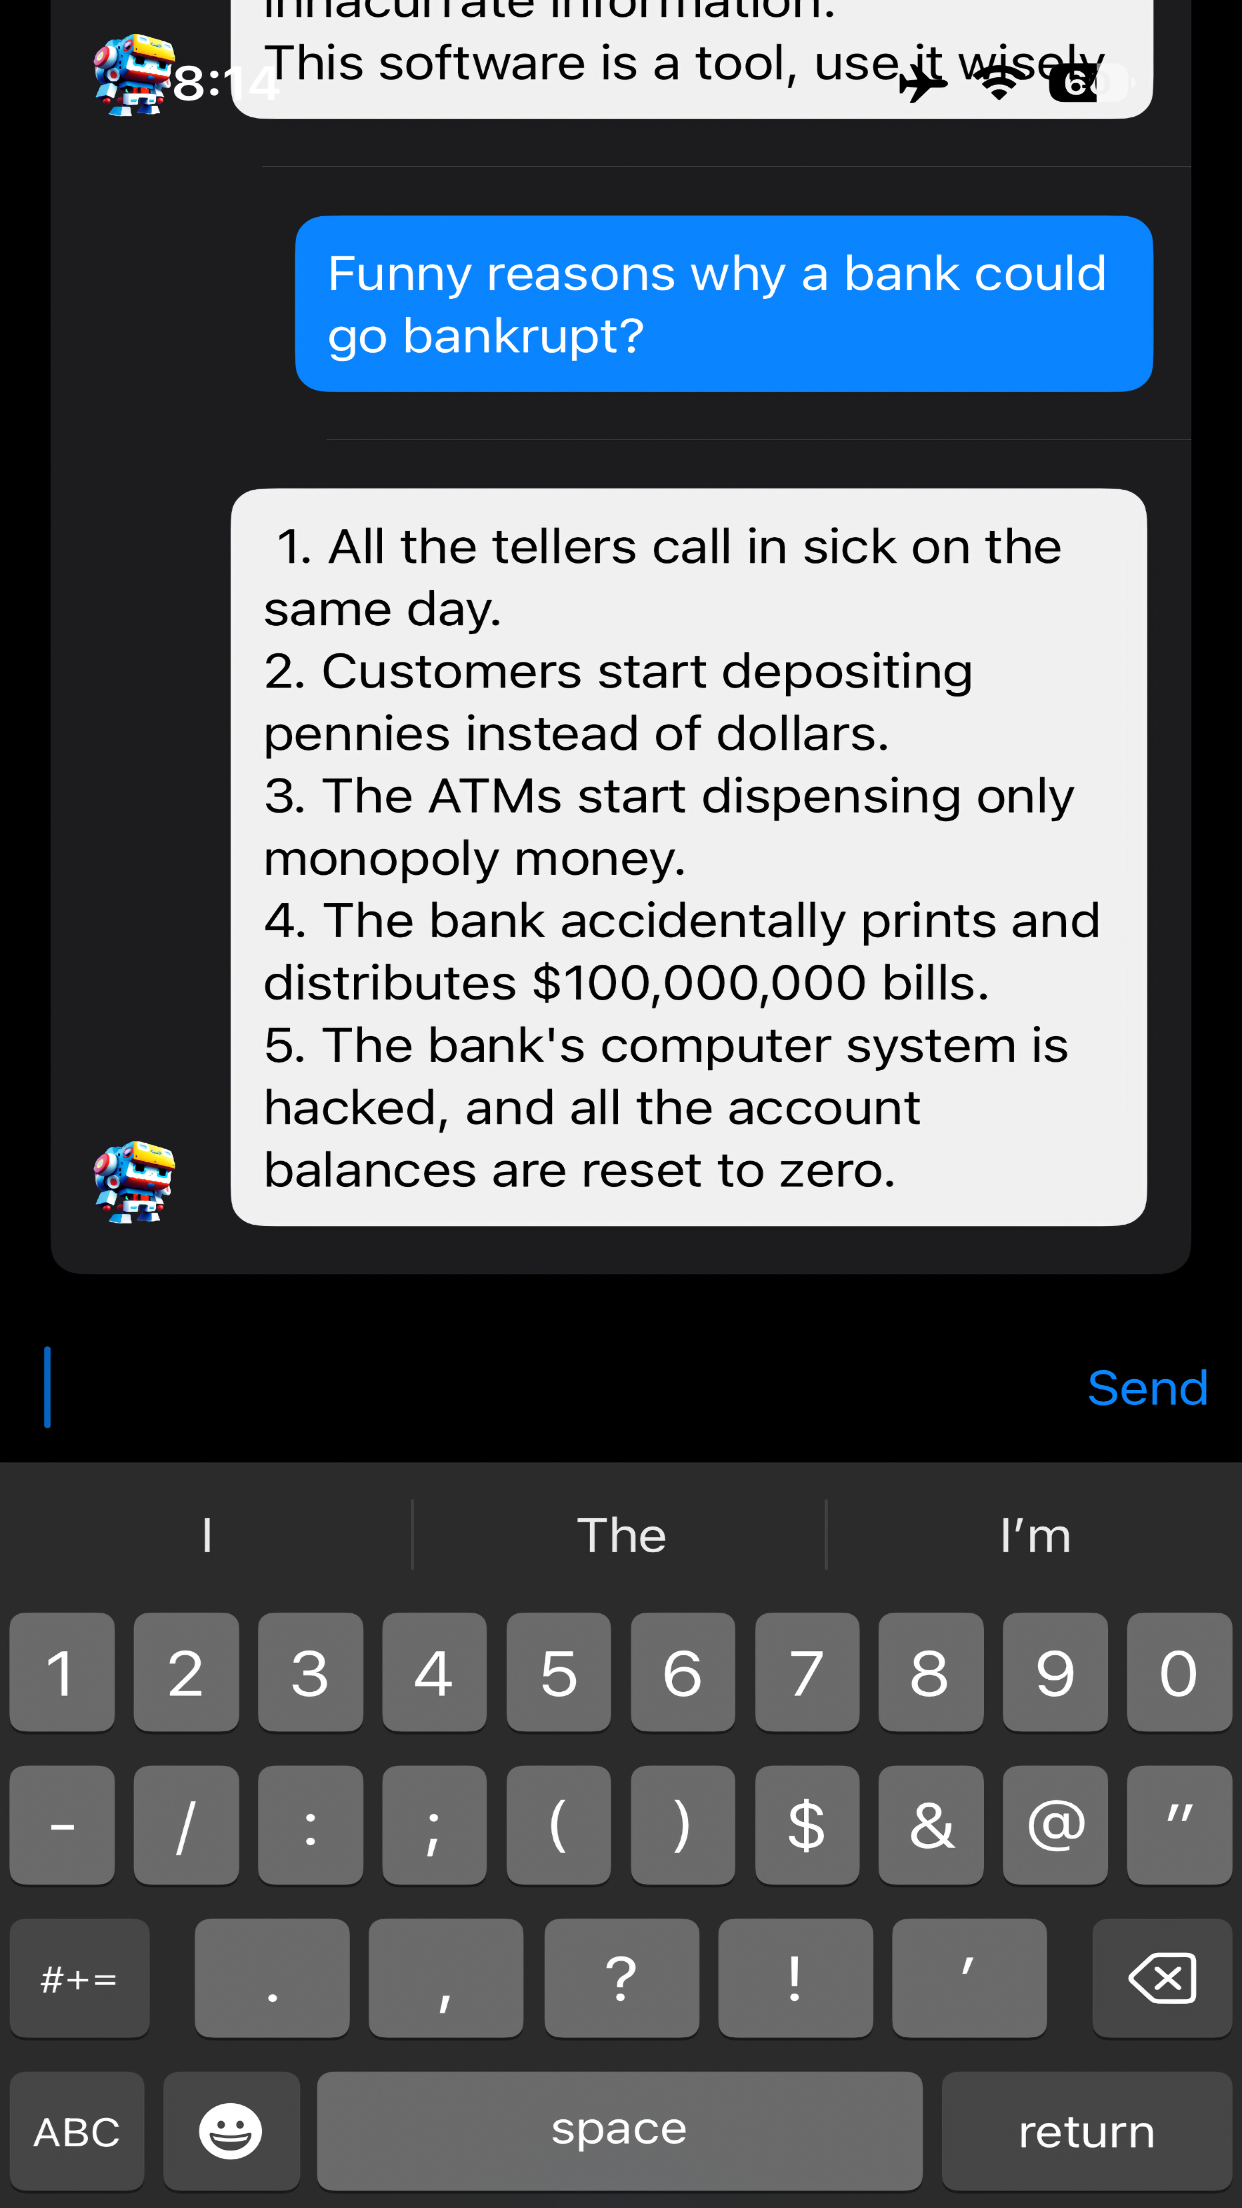 innacurrate information.
This software is a tool, use it wisely
8:14
Funny reasons why a bank could
go bankrupt?
1. All the tellers call in sick on the
same day.
2. Customers start depositing
pennies instead of dollars.
3. The ATMs start dispensing only
monopoly money.
4. The bank accidentally prints and
distributes $100,000,000 bills.
5. The bank's computer system is
hacked, and all the account
balances are reset to zero.
Send
I The I’m
1 2 3 4 5 6 7 8 9 0
- / : ; ( ) $ & @ "
#+= . , ? ! ’
ABC space return